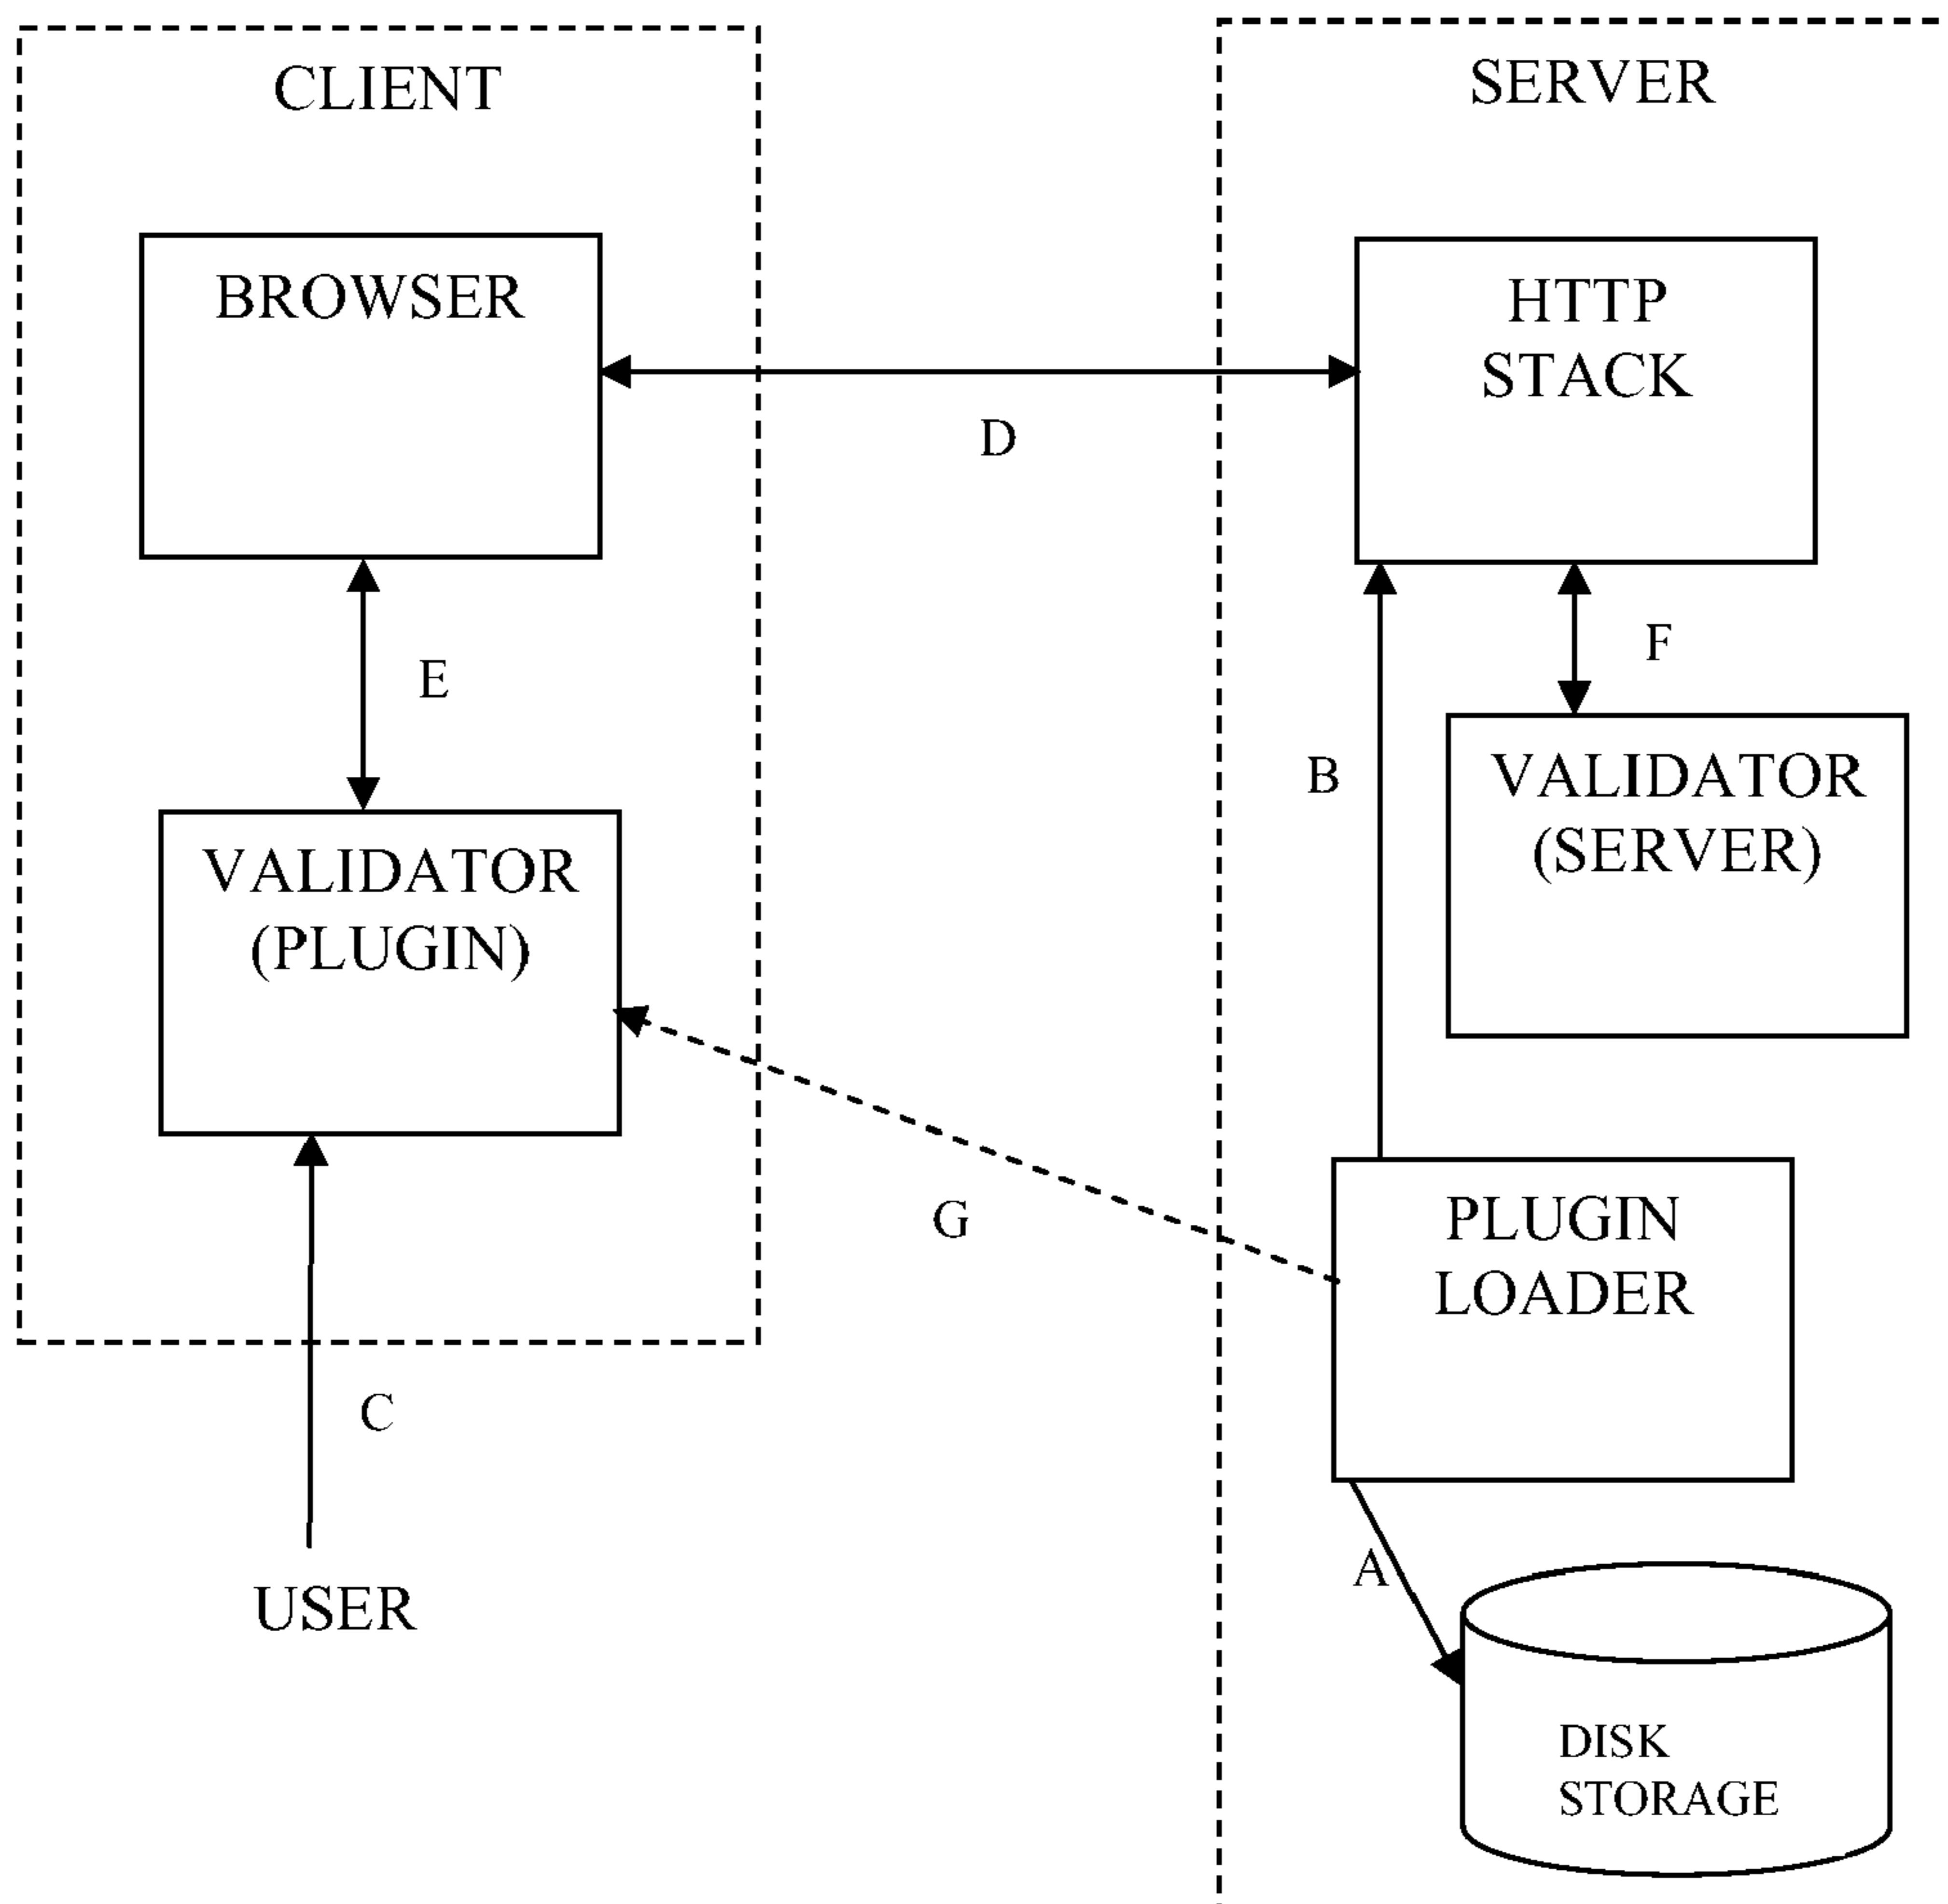 CLIENT
SERVER
BROWSER
HTTP
STACK
D
E
F
B
VALIDATOR
(SERVER)
VALIDATOR
(PLUGIN)
G
PLUGIN
LOADER
C
A
USER
DISK
STORAGE